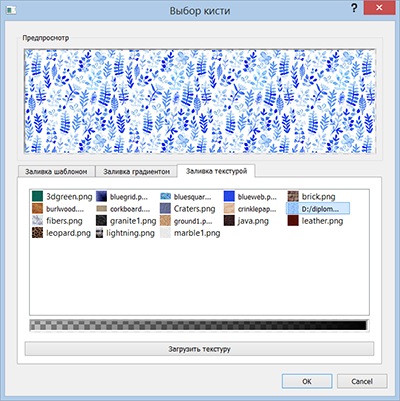 Выбор кисти
?
Предпросмотр
Заливка шаблоном Заливка градиентом Заливка текстурой
3dgreen.png bluegrid.p... bluesquar... blueweb.p... brick.png
burlwood.... corkboard.... Craters.png crinklepap... D:/diplom...
fibers.png granite1.png ground1.p... java.png leather.png
leopard.png lightning.png marble1.png
Загрузить текстуру
OK Cancel